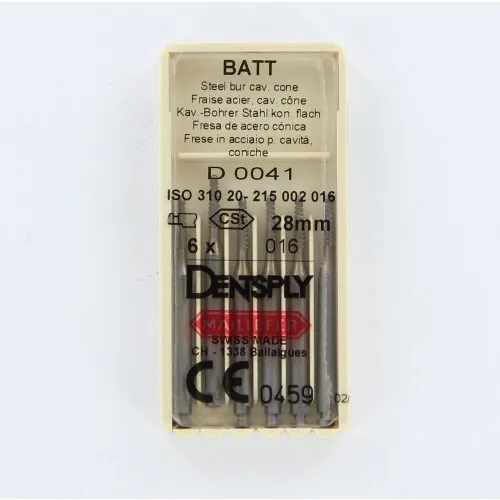 BATT
Steel bur cav. cone
Fraise acier, cav. cône
Kav.-Bohrer Stahl kon. flach
Fresa de acero cónica
Frese in acciaio p. cavità,
coniche
D 0041
ISO 310 20- 215 002 016
CSt 28mm
6 x 016
DENTSPLY
MAILLEFER
SWISS MADE
CH - 1338 Ballaigues
CE 0459
02/